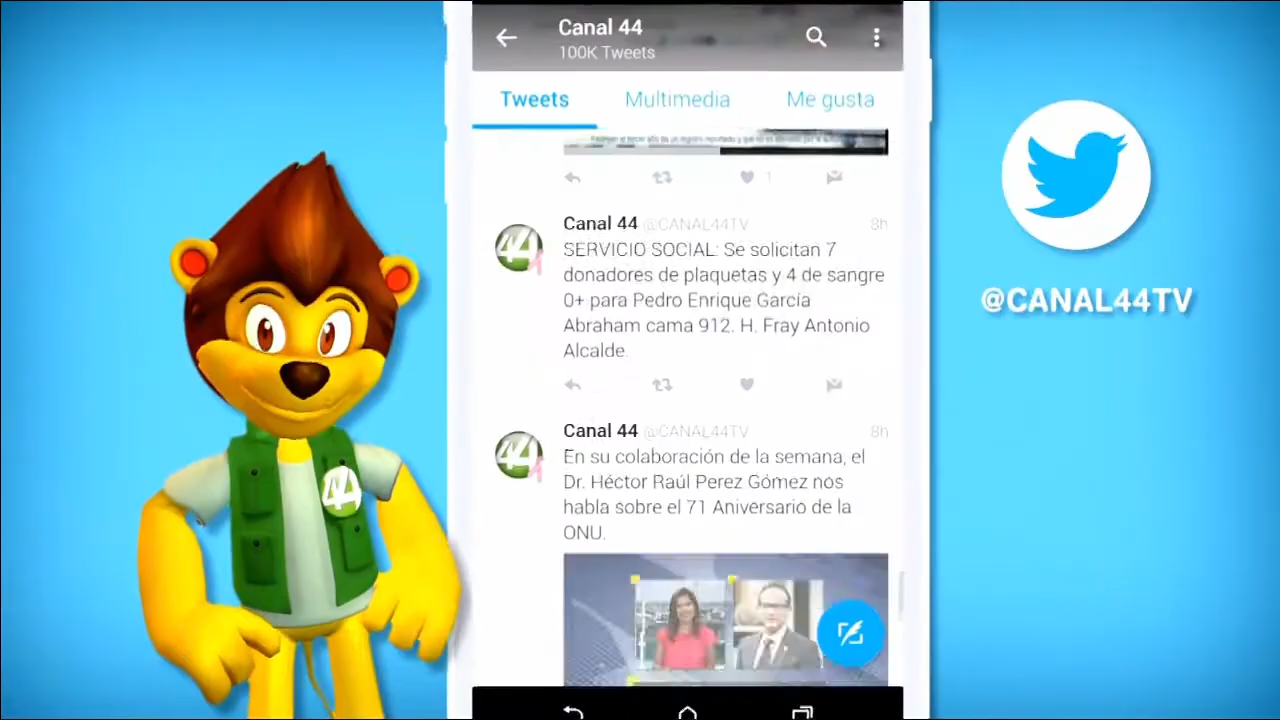 Canal 44
100K Tweets
Tweets Multimedia Me gusta
1
Canal 44 @CANAL44TV 8h
SERVICIO SOCIAL: Se solicitan 7
donadores de plaquetas y 4 de sangre
0+ para Pedro Enrique García
Abraham cama 912. H. Fray Antonio
Alcalde.
Canal 44 @CANAL44TV 8h
En su colaboración de la semana, el
Dr. Héctor Raúl Perez Gómez nos
habla sobre el 71 Aniversario de la
ONU.
44
44
44
@CANAL44TV